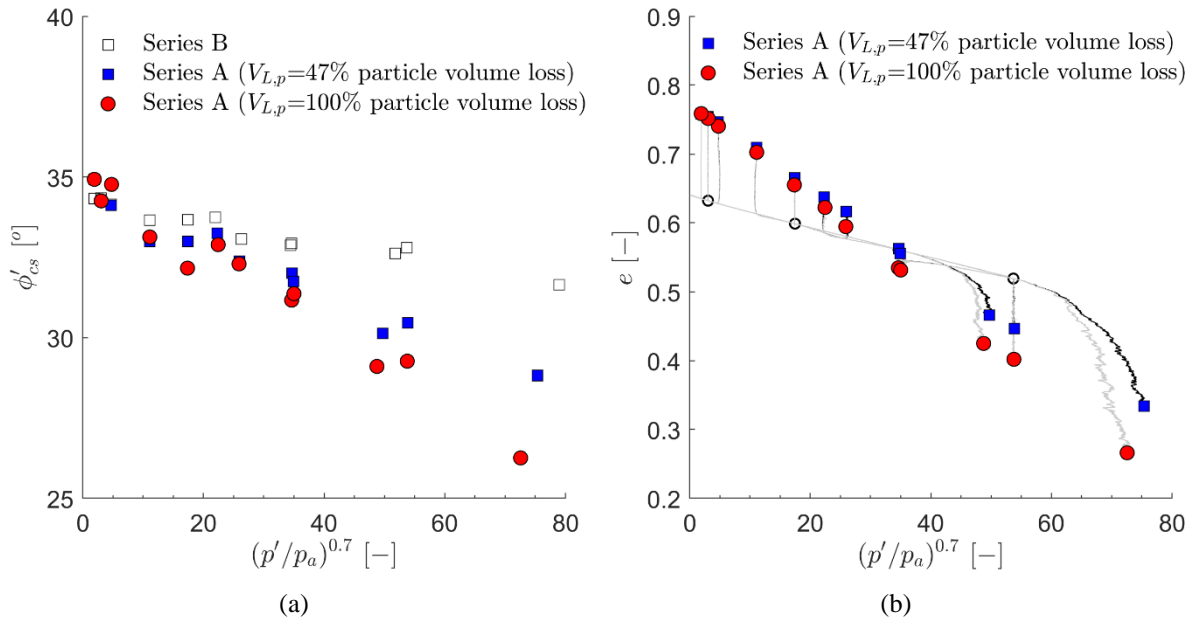 40
35
30
25
ϕ′cs [°]
□ Series B
■ Series A (V_{L,p}=47% particle volume loss)
● Series A (V_{L,p}=100% particle volume loss)
0 20 40 60 80
(p′/p_a)^{0.7} [−]
(a)
0.9
0.8
0.7
0.6
0.5
0.4
0.3
0.2
e [−]
■ Series A (V_{L,p}=47% particle volume loss)
● Series A (V_{L,p}=100% particle volume loss)
0 20 40 60 80
(p′/p_a)^{0.7} [−]
(b)